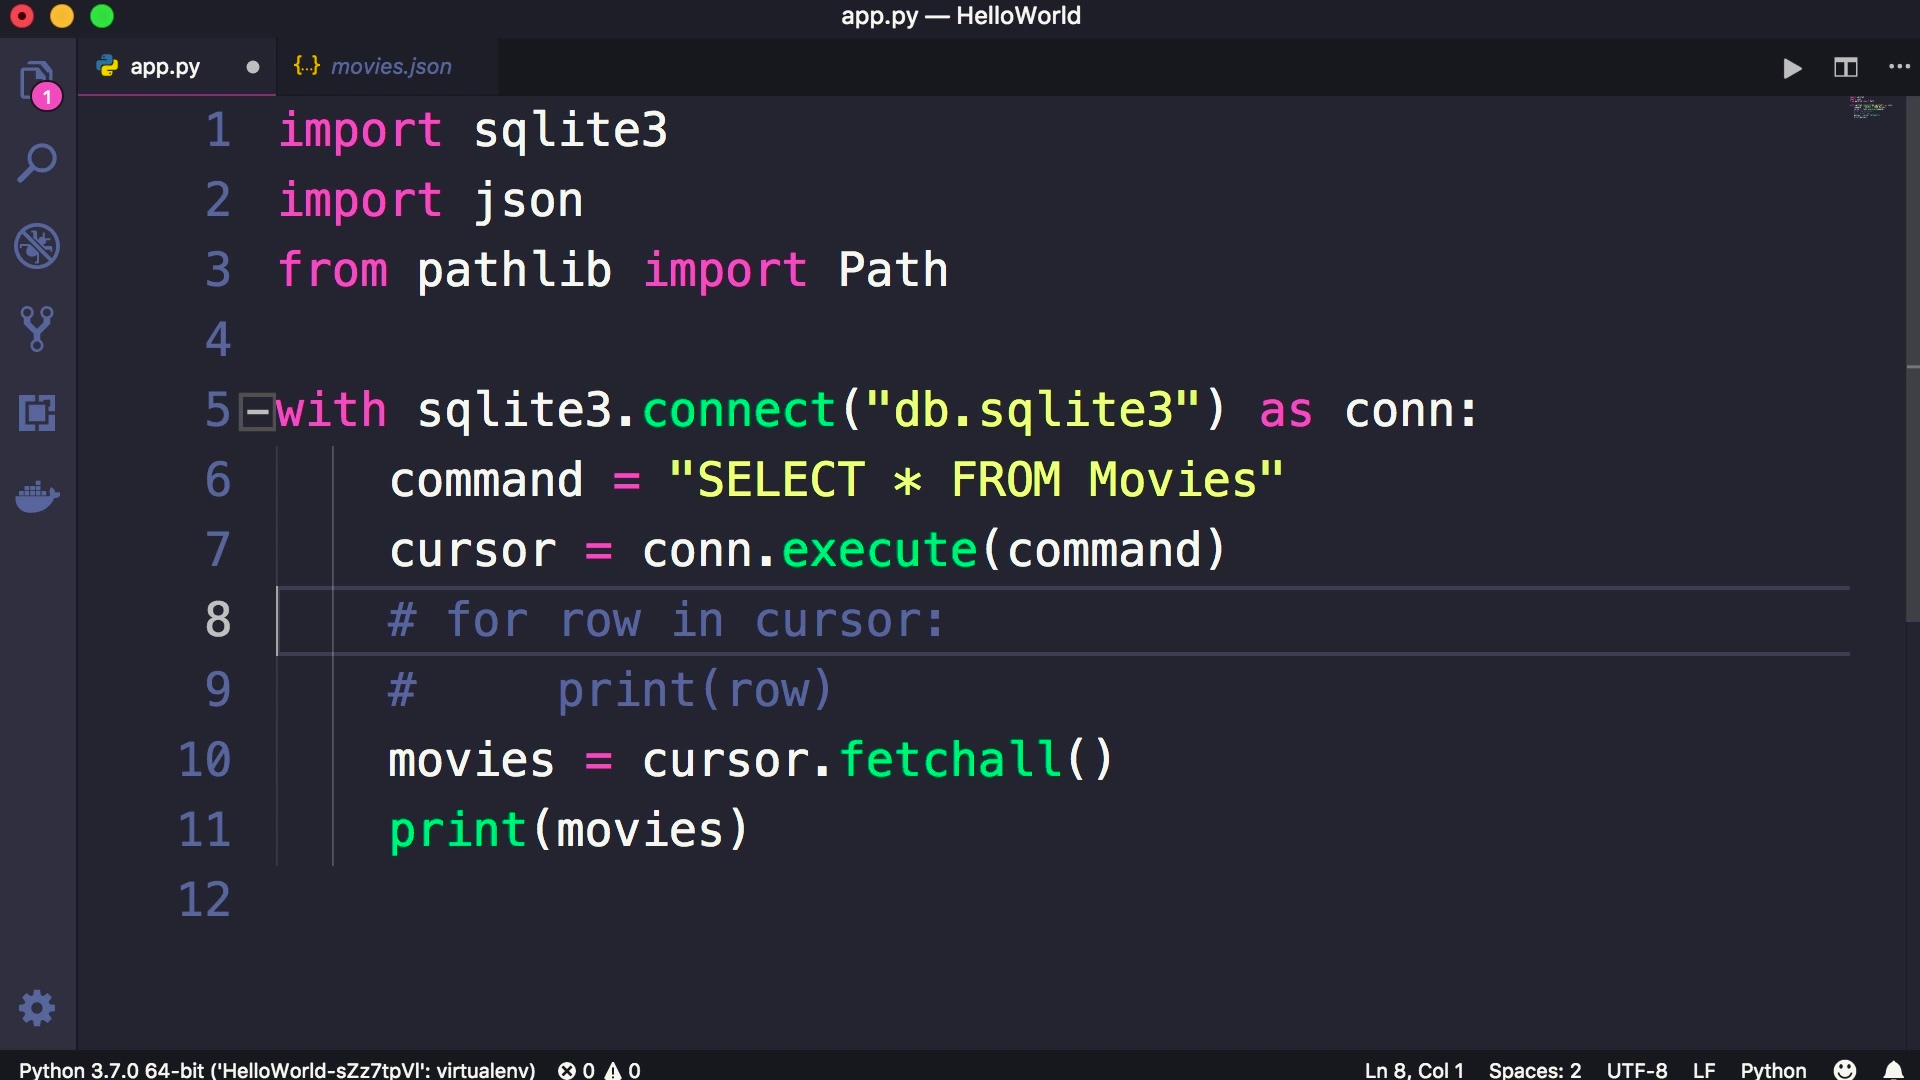 app.py — HelloWorld
app.py
{..} movies.json
1
1 import sqlite3
2 import json
3 from pathlib import Path
4
5 with sqlite3.connect("db.sqlite3") as conn:
6     command = "SELECT * FROM Movies"
7     cursor = conn.execute(command)
8     # for row in cursor:
9     #     print(row)
10     movies = cursor.fetchall()
11     print(movies)
12
Python 3.7.0 64-bit ('HelloWorld-sZz7tpVl': virtualenv) 0 0 Ln 8, Col 1 Spaces: 2 UTF-8 LF Python